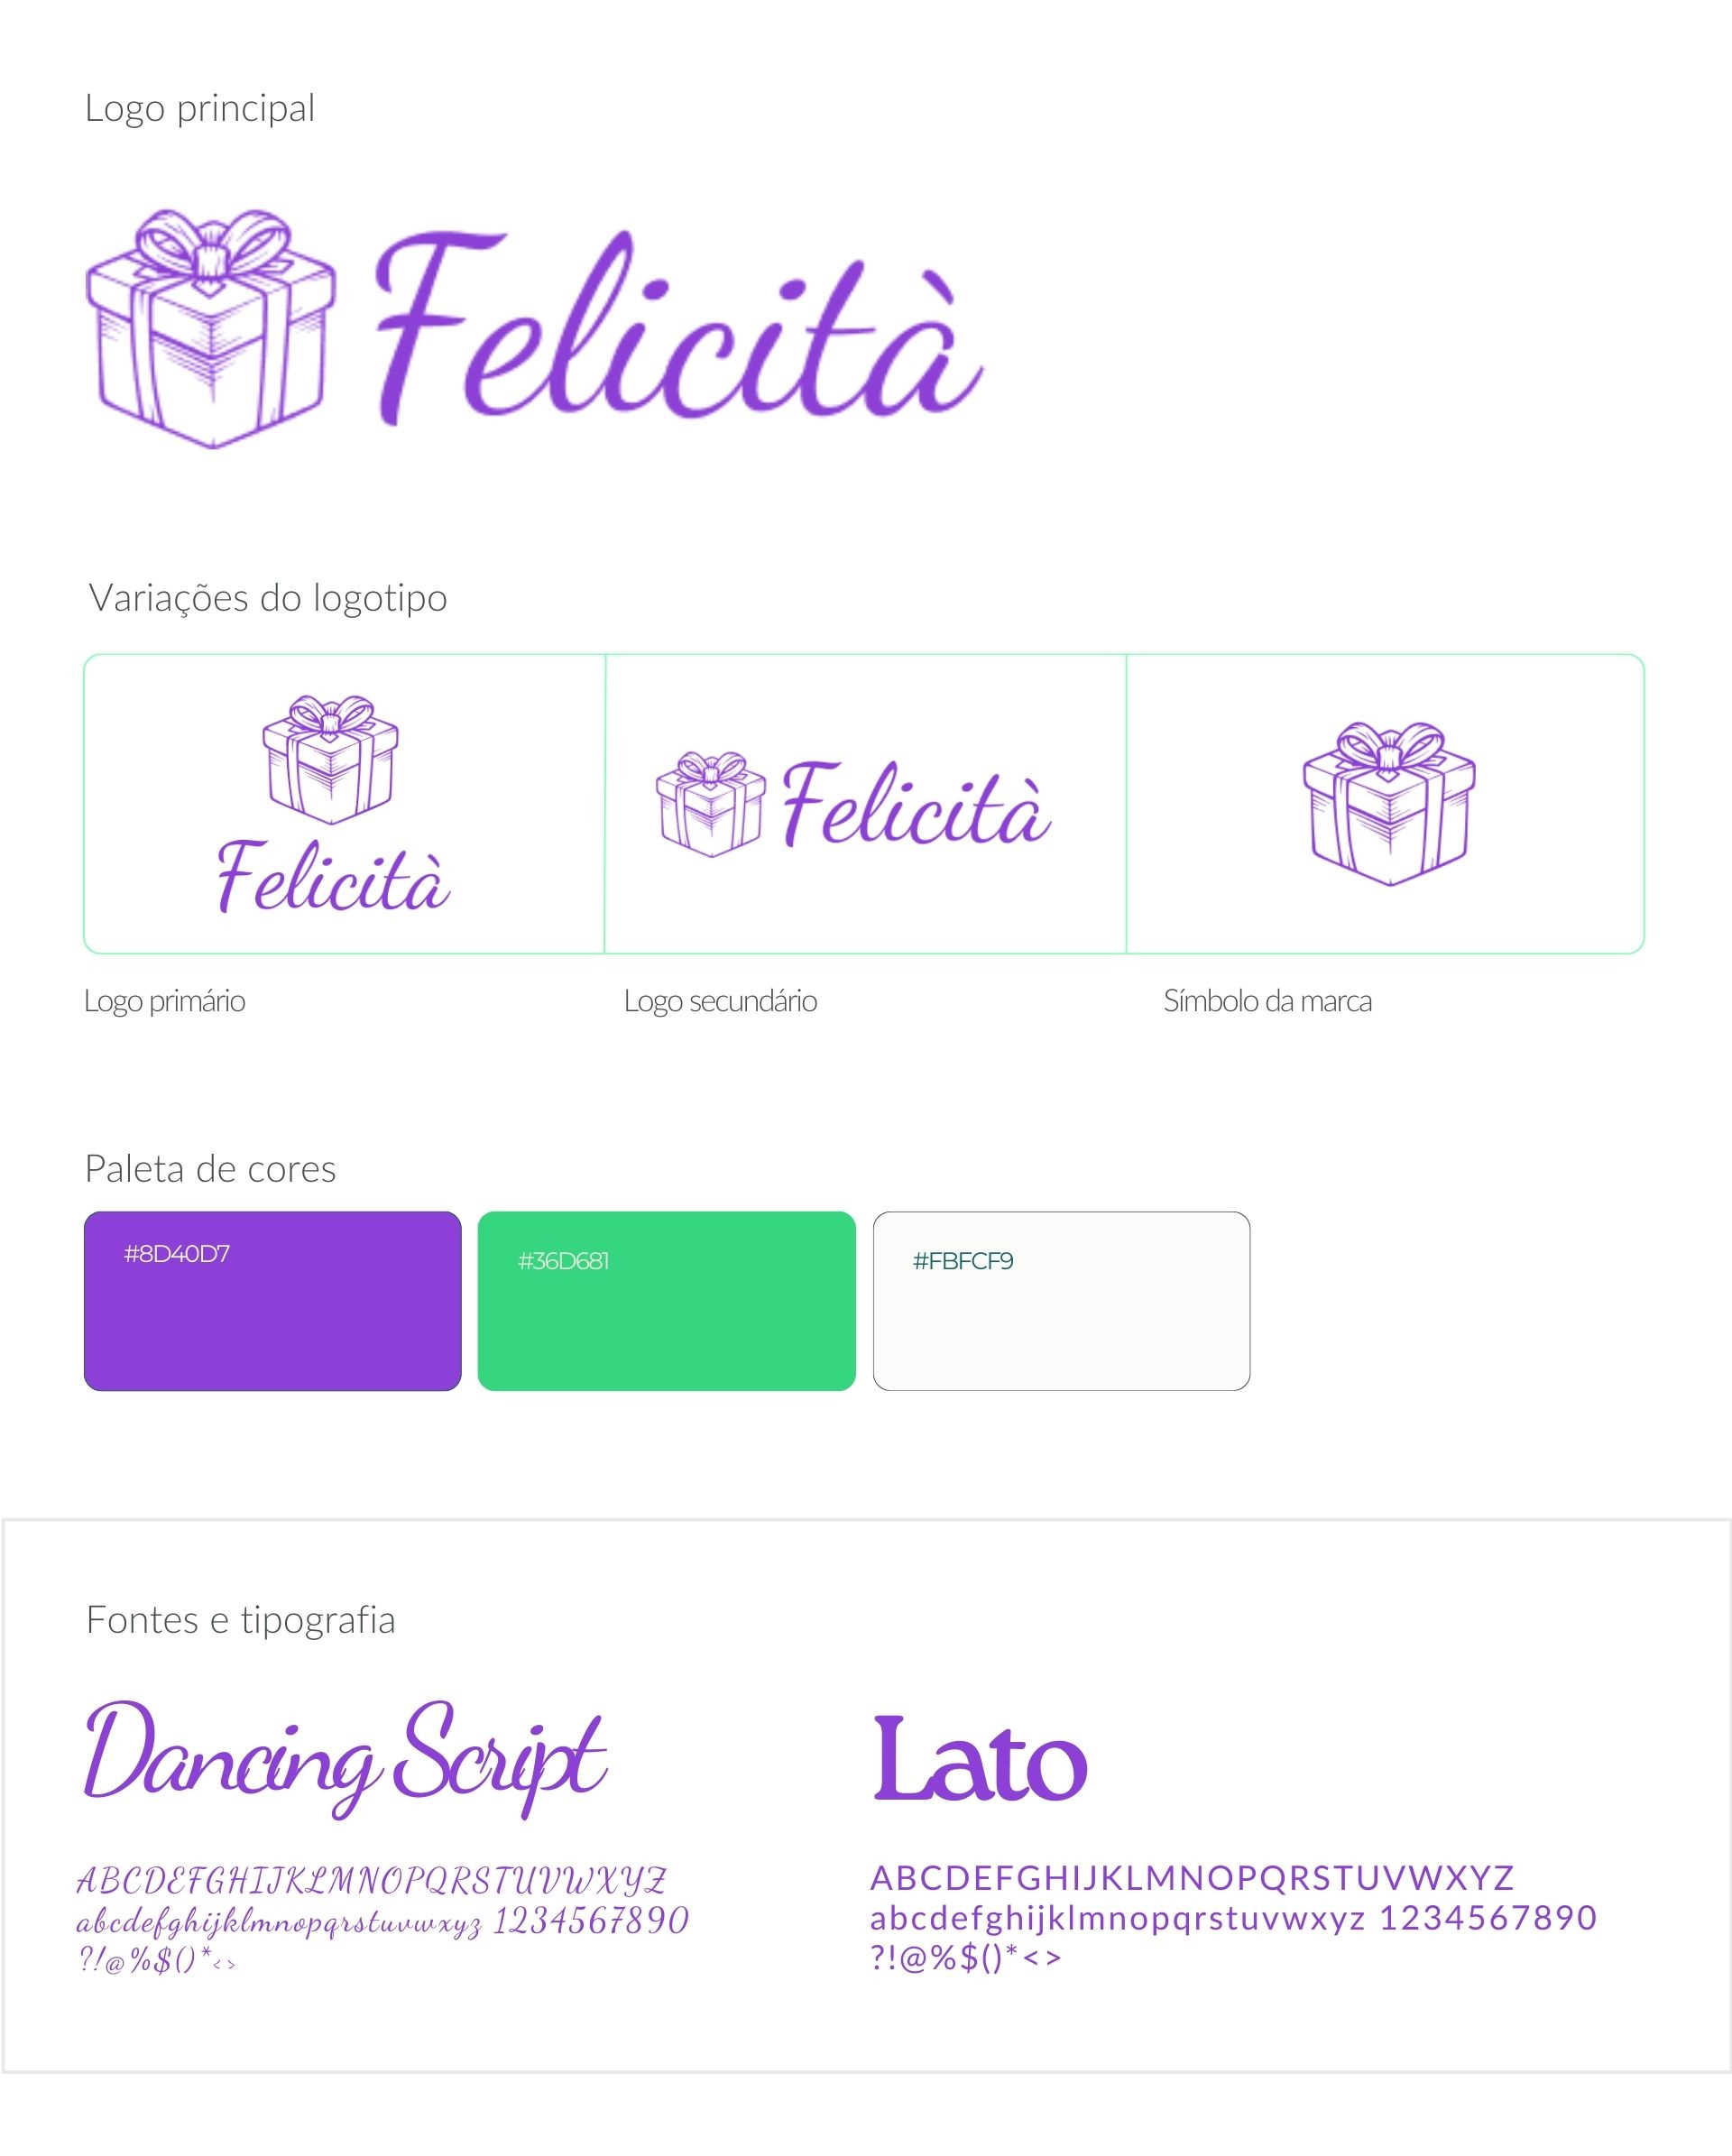 Logo principal
Felicità
Variações do logotipo
Felicità
Felicità
Logo primário
Logo secundário
Símbolo da marca
Paleta de cores
#8D40D7
#36D681
#FBFCF9
Fontes e tipografia
Dancing Script
ABCDEFGHIJKLMNOPQRSTUVWXYZ
abcdefghijklmnopqrstuvwxyz 1234567890
?!@%$()*<>
Lato
ABCDEFGHIJKLMNOPQRSTUVWXYZ
abcdefghijklmnopqrstuvwxyz 1234567890
?!@%$()*<>